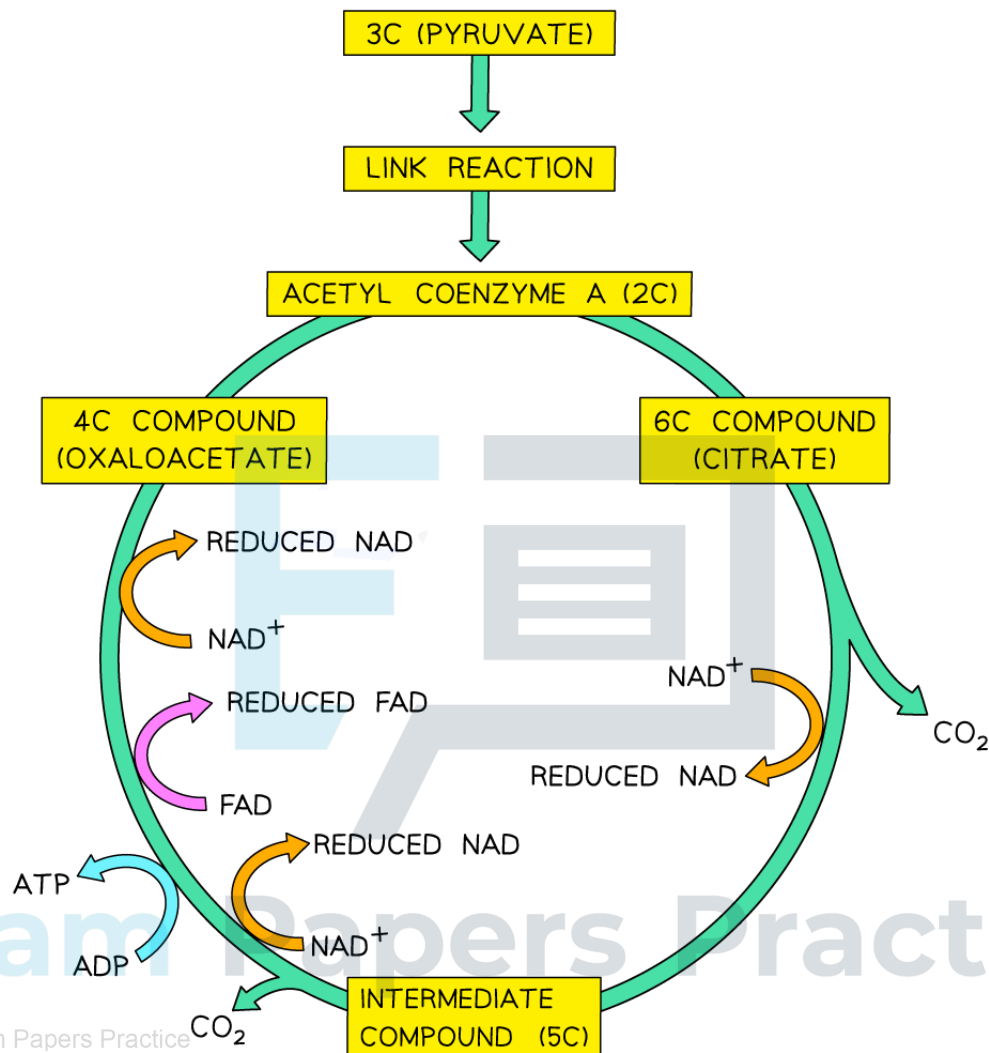 3C (PYRUVATE)
LINK REACTION
ACETYL COENZYME A (2C)
4C COMPOUND
(OXALOACETATE)
6C COMPOUND
(CITRATE)
REDUCED NAD
NAD+
NAD+
REDUCED FAD
CO2
REDUCED NAD
FAD
REDUCED NAD
ATP
NAD+
ADP
am Papers Pract
INTERMEDIATE
COMPOUND (5C)
CO2
m Papers Practice